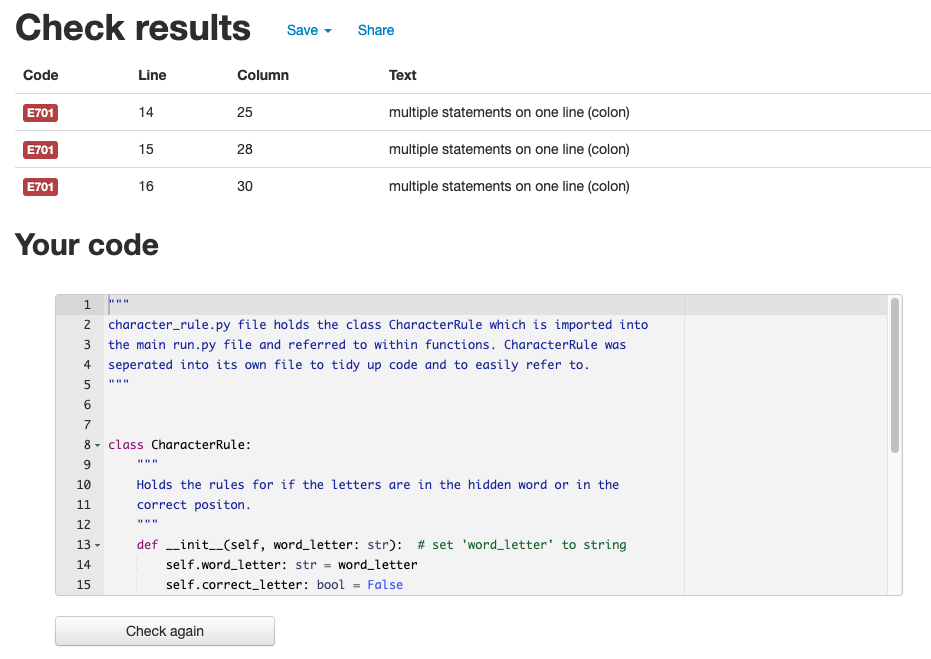 Check results Save Share
Code Line Column Text
E701 14 25 multiple statements on one line (colon)
E701 15 28 multiple statements on one line (colon)
E701 16 30 multiple statements on one line (colon)
Your code
1 """
2 character_rule.py file holds the class CharacterRule which is imported into
3 the main run.py file and referred to within functions. CharacterRule was
4 seperated into its own file to tidy up code and to easily refer to.
5 """
6
7
8 class CharacterRule:
9     """
10     Holds the rules for if the letters are in the hidden word or in the
11     correct positon.
12     """
13     def __init__(self, word_letter: str):  # set 'word_letter' to string
14         self.word_letter: str = word_letter
15         self.correct_letter: bool = False
Check again